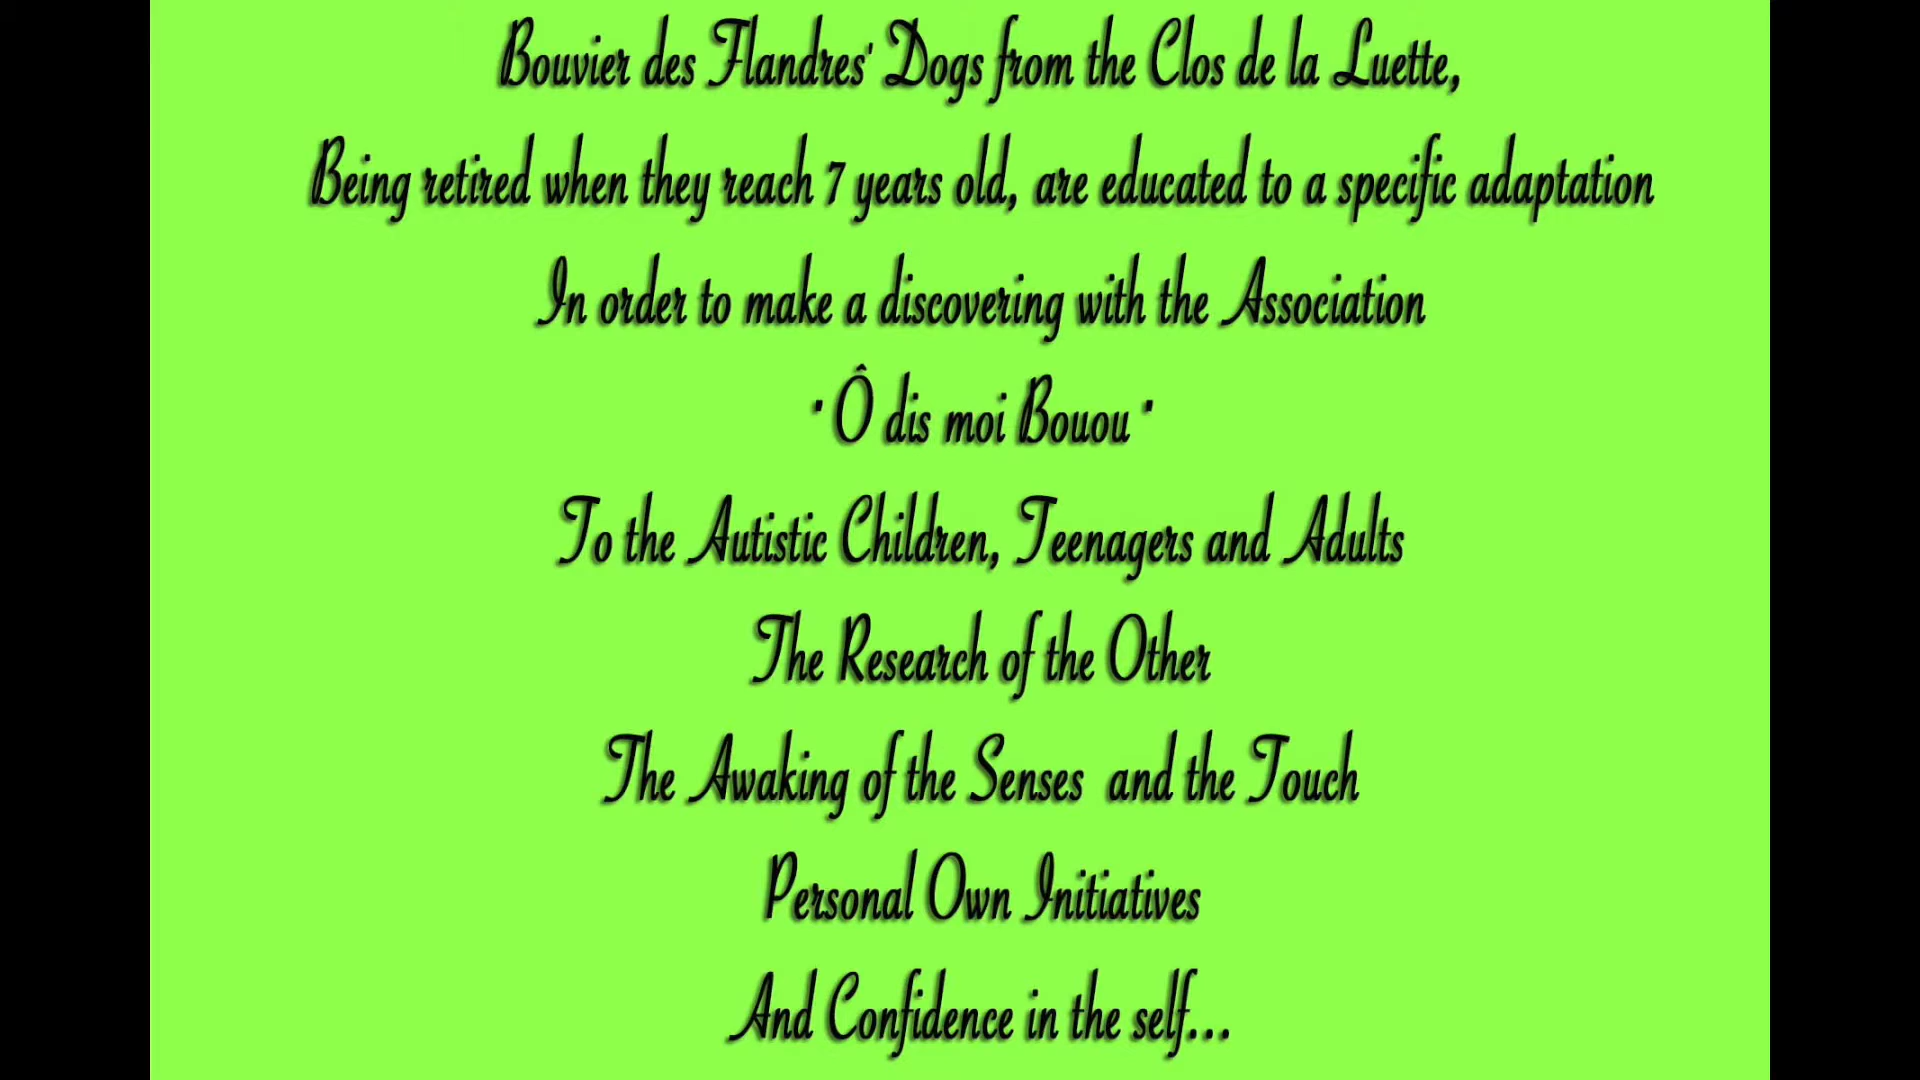 Bouvier des Flandres' Dogs from the Clos de la Luette,
Being retired when they reach 7 years old, are educated to a specific adaptation
In order to make a discovering with the Association
" Ô dis moi Bouou "
To the Autistic Children, Teenagers and Adults
The Research of the Other
The Awaking of the Senses and the Touch
Personal Own Initiatives
And Confidence in the self...